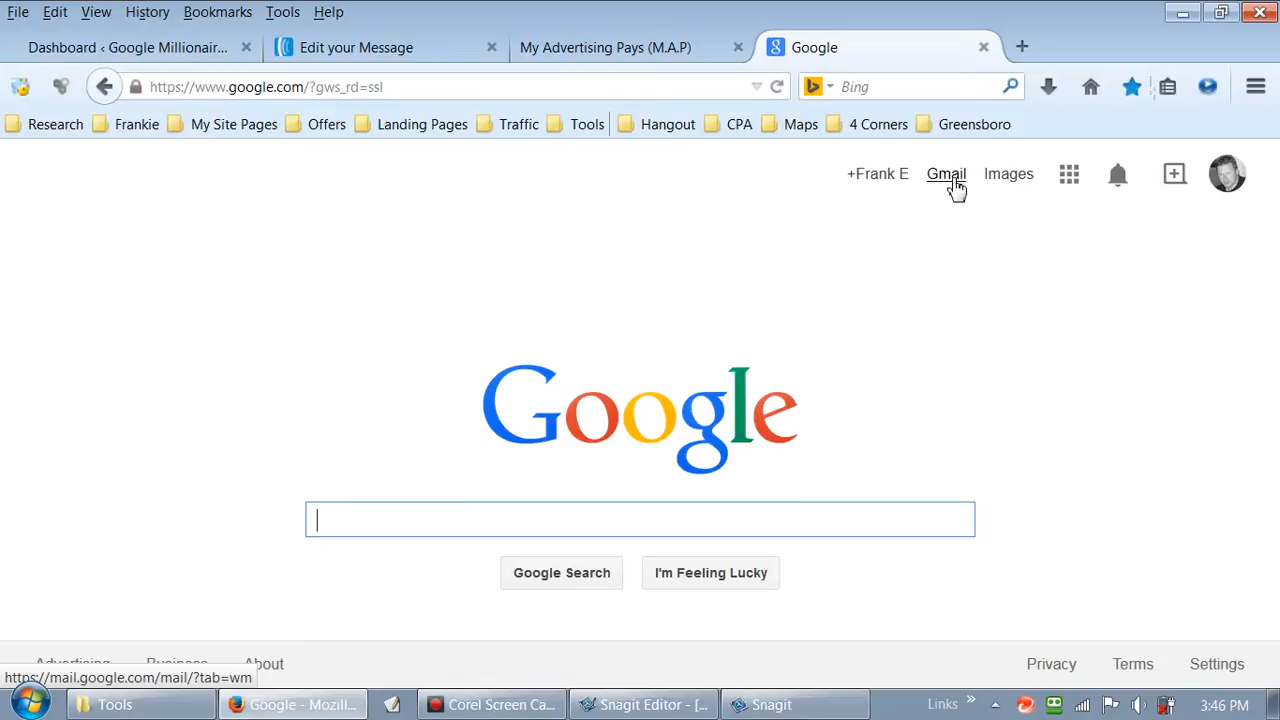 File Edit View History Bookmarks Tools Help
Dashboard ‹ Google Millionair... Edit your Message My Advertising Pays (M.A.P) Google
https://www.google.com/?gws_rd=ssl Bing
Research Frankie My Site Pages Offers Landing Pages Traffic Tools Hangout CPA Maps 4 Corners Greensboro
+Frank E Gmail Images
Google
Google Search I'm Feeling Lucky
Advertising Business About Privacy Terms Settings
https://mail.google.com/mail/?tab=wm
Tools Google - Mozill... Corel Screen Ca... Snagit Editor - [... Snagit Links » 3:46 PM